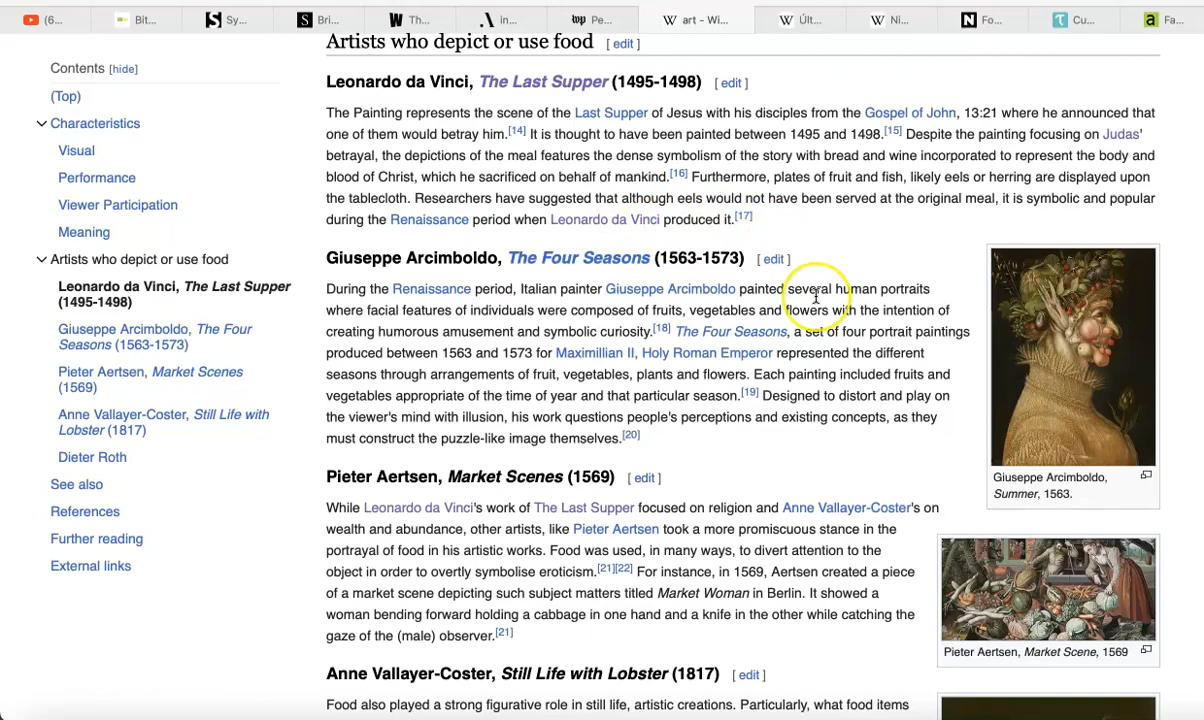 (6...
Bit...
Sy...
Bri...
Th...
in...
Pe...
art - Wi...
Últ...
Ni...
Fo...
Cu...
Fa...
Contents [hide]
(Top)
Characteristics
Visual
Performance
Viewer Participation
Meaning
Artists who depict or use food
Leonardo da Vinci, The Last Supper
(1495-1498)
Giuseppe Arcimboldo, The Four
Seasons (1563-1573)
Pieter Aertsen, Market Scenes
(1569)
Anne Vallayer-Coster, Still Life with
Lobster (1817)
Dieter Roth
See also
References
Further reading
External links
Artists who depict or use food [ edit ]
Leonardo da Vinci, The Last Supper (1495-1498) [ edit ]
The Painting represents the scene of the Last Supper of Jesus with his disciples from the Gospel of John, 13:21 where he announced that
one of them would betray him.[14] It is thought to have been painted between 1495 and 1498.[15] Despite the painting focusing on Judas'
betrayal, the depictions of the meal features the dense symbolism of the story with bread and wine incorporated to represent the body and
blood of Christ, which he sacrificed on behalf of mankind.[16] Furthermore, plates of fruit and fish, likely eels or herring are displayed upon
the tablecloth. Researchers have suggested that although eels would not have been served at the original meal, it is symbolic and popular
during the Renaissance period when Leonardo da Vinci produced it.[17]
Giuseppe Arcimboldo, The Four Seasons (1563-1573) [ edit ]
During the Renaissance period, Italian painter Giuseppe Arcimboldo painted several human portraits
where facial features of individuals were composed of fruits, vegetables and flowers with the intention of
creating humorous amusement and symbolic curiosity.[18] The Four Seasons, a set of four portrait paintings
produced between 1563 and 1573 for Maximillian II, Holy Roman Emperor represented the different
seasons through arrangements of fruit, vegetables, plants and flowers. Each painting included fruits and
vegetables appropriate of the time of year and that particular season.[19] Designed to distort and play on
the viewer's mind with illusion, his work questions people's perceptions and existing concepts, as they
must construct the puzzle-like image themselves.[20]
Giuseppe Arcimboldo,
Summer, 1563.
Pieter Aertsen, Market Scenes (1569) [ edit ]
While Leonardo da Vinci's work of The Last Supper focused on religion and Anne Vallayer-Coster's on
wealth and abundance, other artists, like Pieter Aertsen took a more promiscuous stance in the
portrayal of food in his artistic works. Food was used, in many ways, to divert attention to the
object in order to overtly symbolise eroticism.[21][22] For instance, in 1569, Aertsen created a piece
of a market scene depicting such subject matters titled Market Woman in Berlin. It showed a
woman bending forward holding a cabbage in one hand and a knife in the other while catching the
gaze of the (male) observer.[21]
Pieter Aertsen, Market Scene, 1569
Anne Vallayer-Coster, Still Life with Lobster (1817) [ edit ]
Food also played a strong figurative role in still life, artistic creations. Particularly, what food items